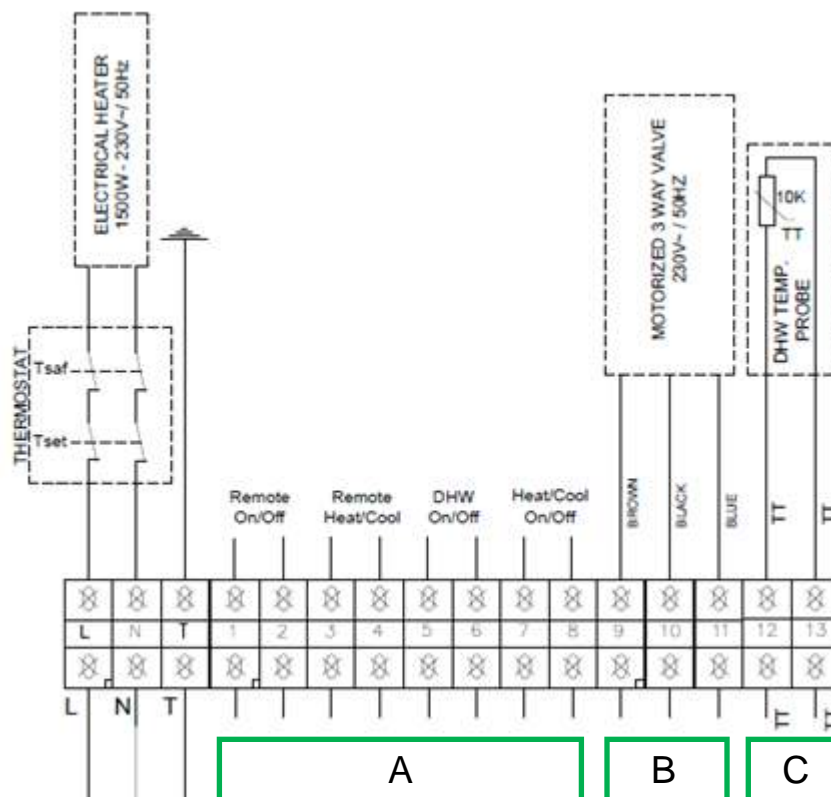 ELECTRICAL HEATER
1500W - 230V~/ 50Hz
MOTORIZED 3 WAY VALVE
230V~ / 50HZ
10K
TT
DHW TEMP.
PROBE
THERMOSTAT
Tsaf
Tset
Remote
On/Off
Remote
Heat/Cool
DHW
On/Off
Heat/Cool
On/Off
BROWN
BLACK
BLUE
TT
TT
L N T 1 2 3 4 5 6 7 8 9 10 11 12 13
L N T
TT
TT
A B C